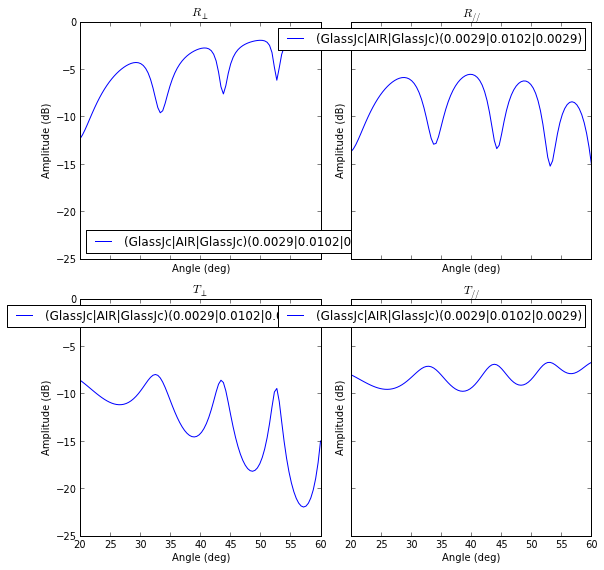 R⊥
R//
0
−5
−10
−15
−20
−25
Amplitude (dB)
(GlassJc|AIR|GlassJc)(0.0029|0.0102|0
Angle (deg)
Amplitude (dB)
(GlassJc|AIR|GlassJc)(0.0029|0.0102|0.0029)
Angle (deg)
T⊥
T//
0
−5
−10
−15
−20
−25
Amplitude (dB)
(GlassJc|AIR|GlassJc)(0.0029|0.0102|0.
20 25 30 35 40 45 50 55 60
Angle (deg)
Amplitude (dB)
(GlassJc|AIR|GlassJc)(0.0029|0.0102|0.0029)
20 25 30 35 40 45 50 55 60
Angle (deg)